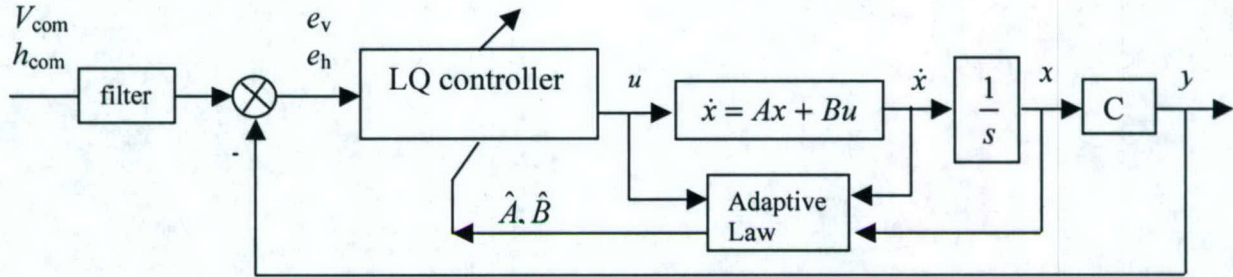 V_com
h_com
filter
-
e_v
e_h
LQ controller
u
ẋ = Ax + Bu
ẋ
1
s
x
C
y
Adaptive
Law
Â, B̂